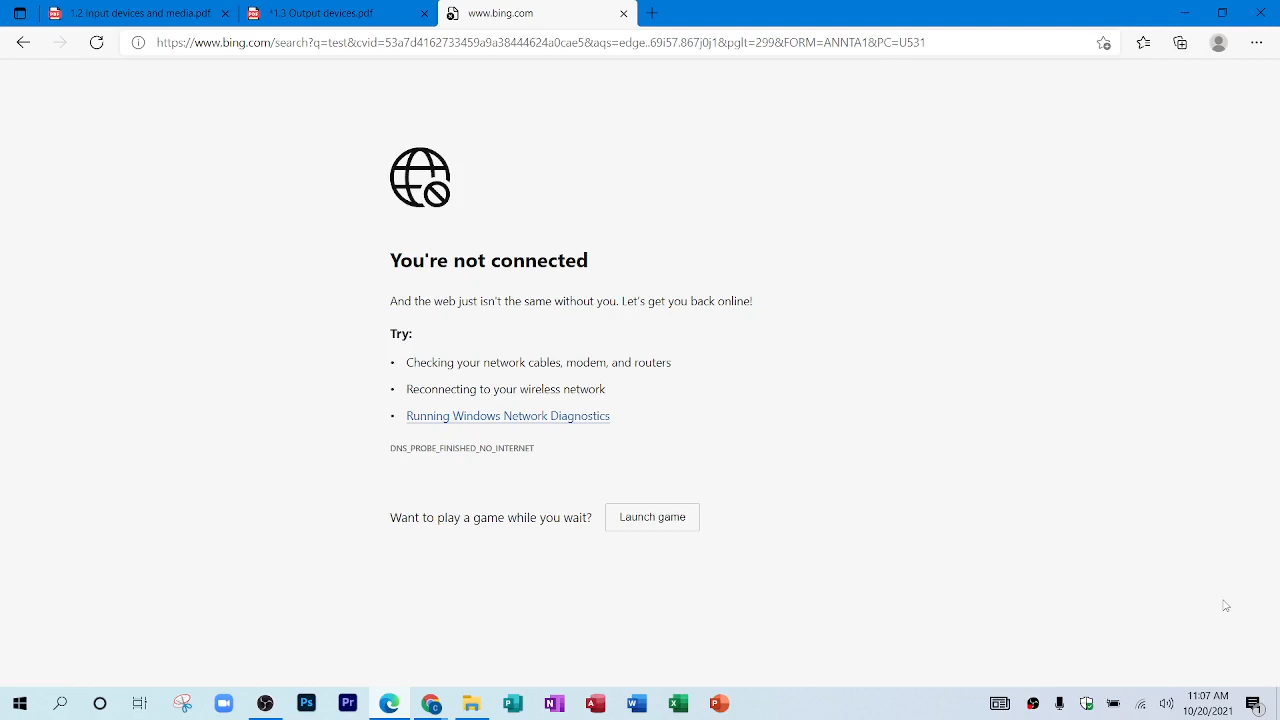 1.2 Input devices and media.pdf
*1.3 Output devices.pdf
www.bing.com
https://www.bing.com/search?q=test&cvid=53a7d4162733459a9a38444624a0cae5&aqs=edge..69i57.867j0j1&pglt=299&FORM=ANNTA1&PC=U531
You're not connected
And the web just isn't the same without you. Let's get you back online!
Try:
• Checking your network cables, modem, and routers
• Reconnecting to your wireless network
• Running Windows Network Diagnostics
DNS_PROBE_FINISHED_NO_INTERNET
Want to play a game while you wait? Launch game
11:07 AM
10/20/2021